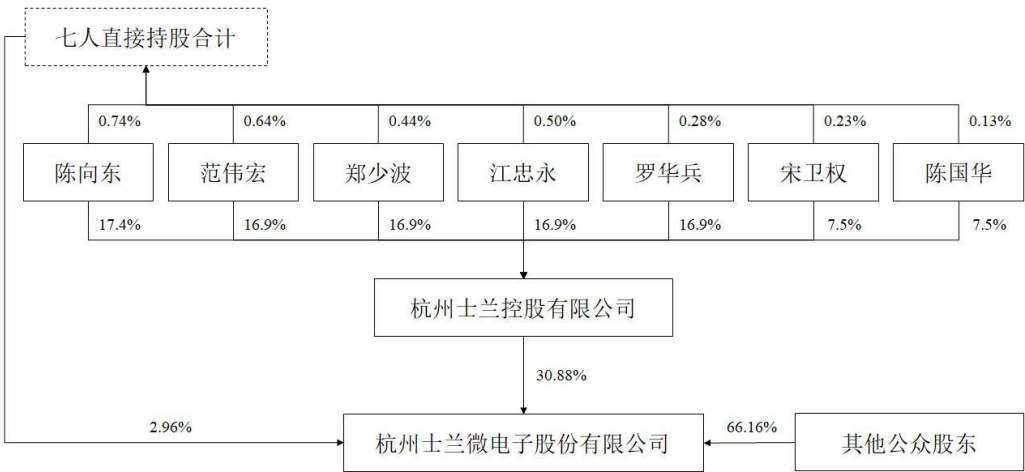 七人直接持股合计
0.74%
0.64%
0.44%
0.50%
0.28%
0.23%
0.13%
陈向东
范伟宏
郑少波
江忠永
罗华兵
宋卫权
陈国华
17.4%
16.9%
16.9%
16.9%
16.9%
7.5%
7.5%
杭州士兰控股有限公司
30.88%
2.96%
杭州士兰微电子股份有限公司
66.16%
其他公众股东